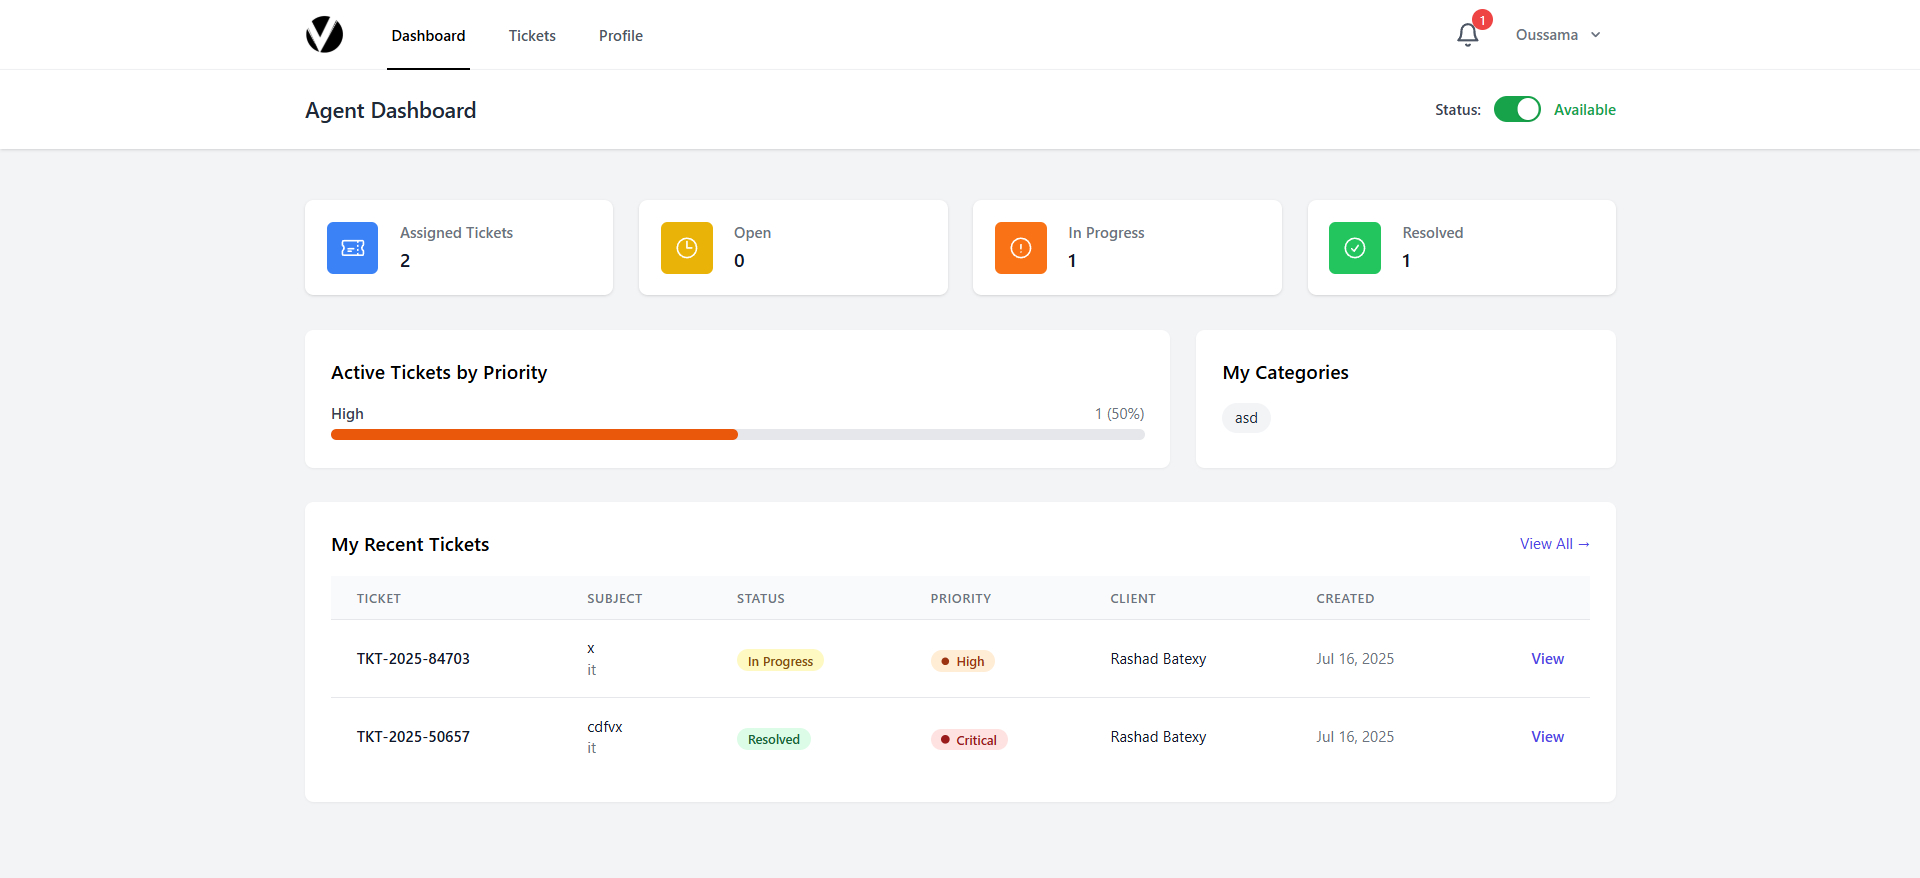 Dashboard Tickets Profile 1 Oussama
Agent Dashboard Status: Available
Assigned Tickets
2
Open
0
In Progress
1
Resolved
1
Active Tickets by Priority
High 1 (50%)
My Categories
asd
My Recent Tickets View All →
TICKET SUBJECT STATUS PRIORITY CLIENT CREATED
TKT-2025-84703 x In Progress High Rashad Batexy Jul 16, 2025 View
it
TKT-2025-50657 cdfvx Resolved Critical Rashad Batexy Jul 16, 2025 View
it